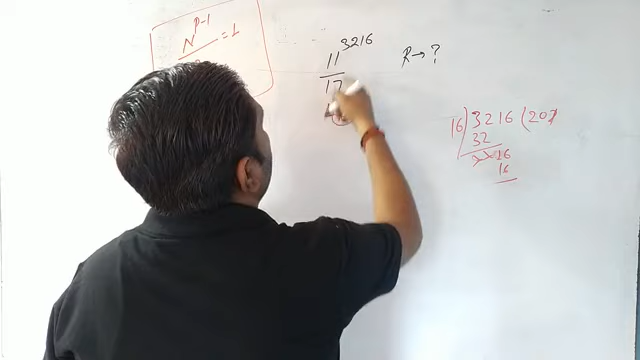 N^(P-1) = 1
11^3216
17
R → ?
16) 3216 (201
32
16
16